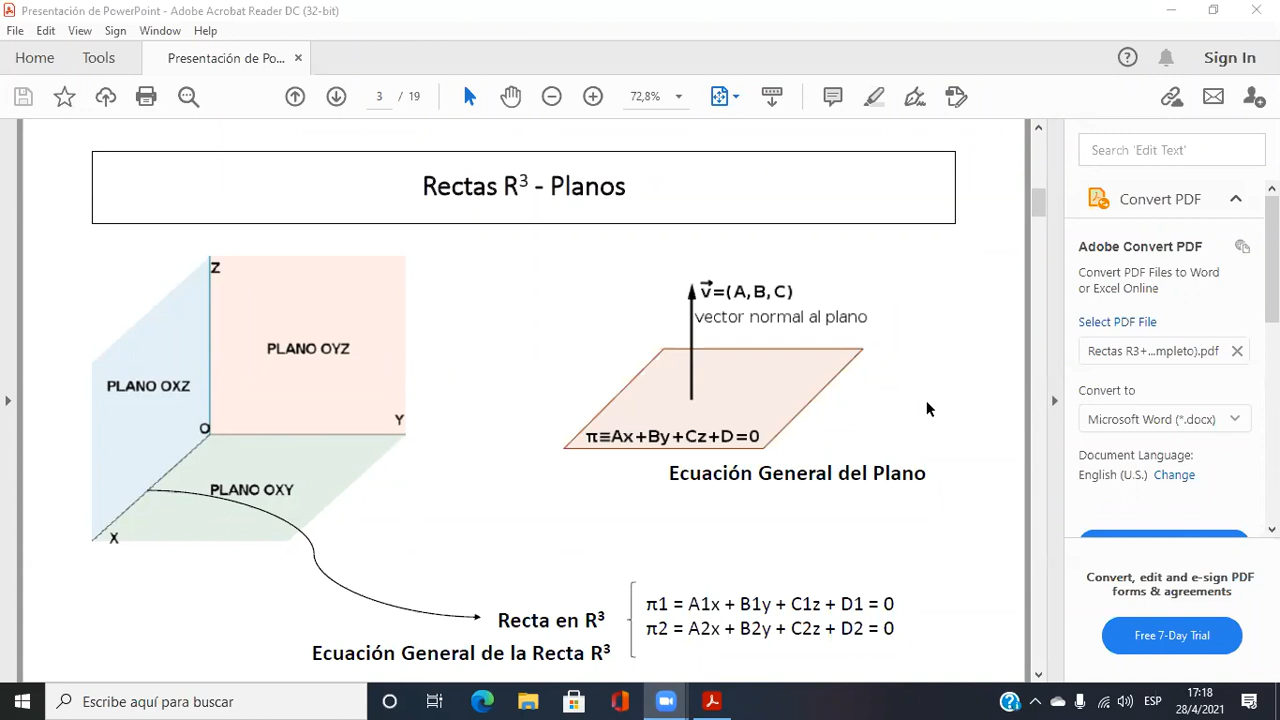 Presentación de PowerPoint - Adobe Acrobat Reader DC (32-bit)
File Edit View Sign Window Help
Home Tools Presentación de Po... × Sign In
3 / 19 72,8%
Rectas R³ - Planos
Z
PLANO OYZ
PLANO OXZ
O
Y
PLANO OXY
X
v⃗=(A,B,C)
vector normal al plano
π≡Ax+By+Cz+D=0
Ecuación General del Plano
Recta en R³
Ecuación General de la Recta R³
π1 = A1x + B1y + C1z + D1 = 0
π2 = A2x + B2y + C2z + D2 = 0
Search 'Edit Text'
Convert PDF
Adobe Convert PDF
Convert PDF Files to Word
or Excel Online
Select PDF File
Rectas R3+...mpleto).pdf
Convert to
Microsoft Word (*.docx)
Document Language:
English (U.S.) Change
Convert, edit and e-sign PDF
forms & agreements
Free 7-Day Trial
Escribe aquí para buscar
ESP
17:18
28/4/2021